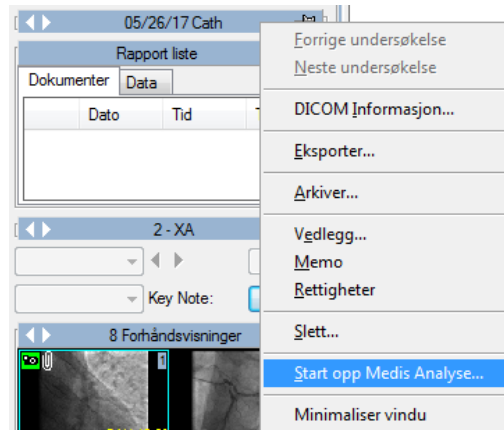 05/26/17 Cath
Rapport liste
Dokumenter Data
Dato Tid
2 - XA
Key Note:
8 Forhåndsvisninger
1
Forrige undersøkelse
Neste undersøkelse
DICOM Informasjon...
Eksporter...
Arkiver...
Vedlegg...
Memo
Rettigheter
Slett...
Start opp Medis Analyse...
Minimaliser vindu